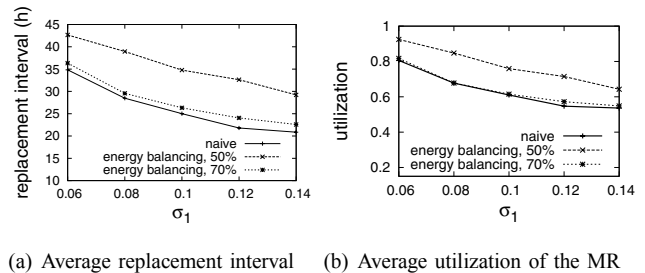 replacement interval (h)
45
40
35
30
25
20
15
10
naive
energy balancing, 50%
energy balancing, 70%
0.06 0.08 0.1 0.12 0.14
σ1
utilization
1
0.8
0.6
0.4
0.2
naive
energy balancing, 50%
energy balancing, 70%
0.06 0.08 0.1 0.12 0.14
σ1
(a) Average replacement interval
(b) Average utilization of the MR